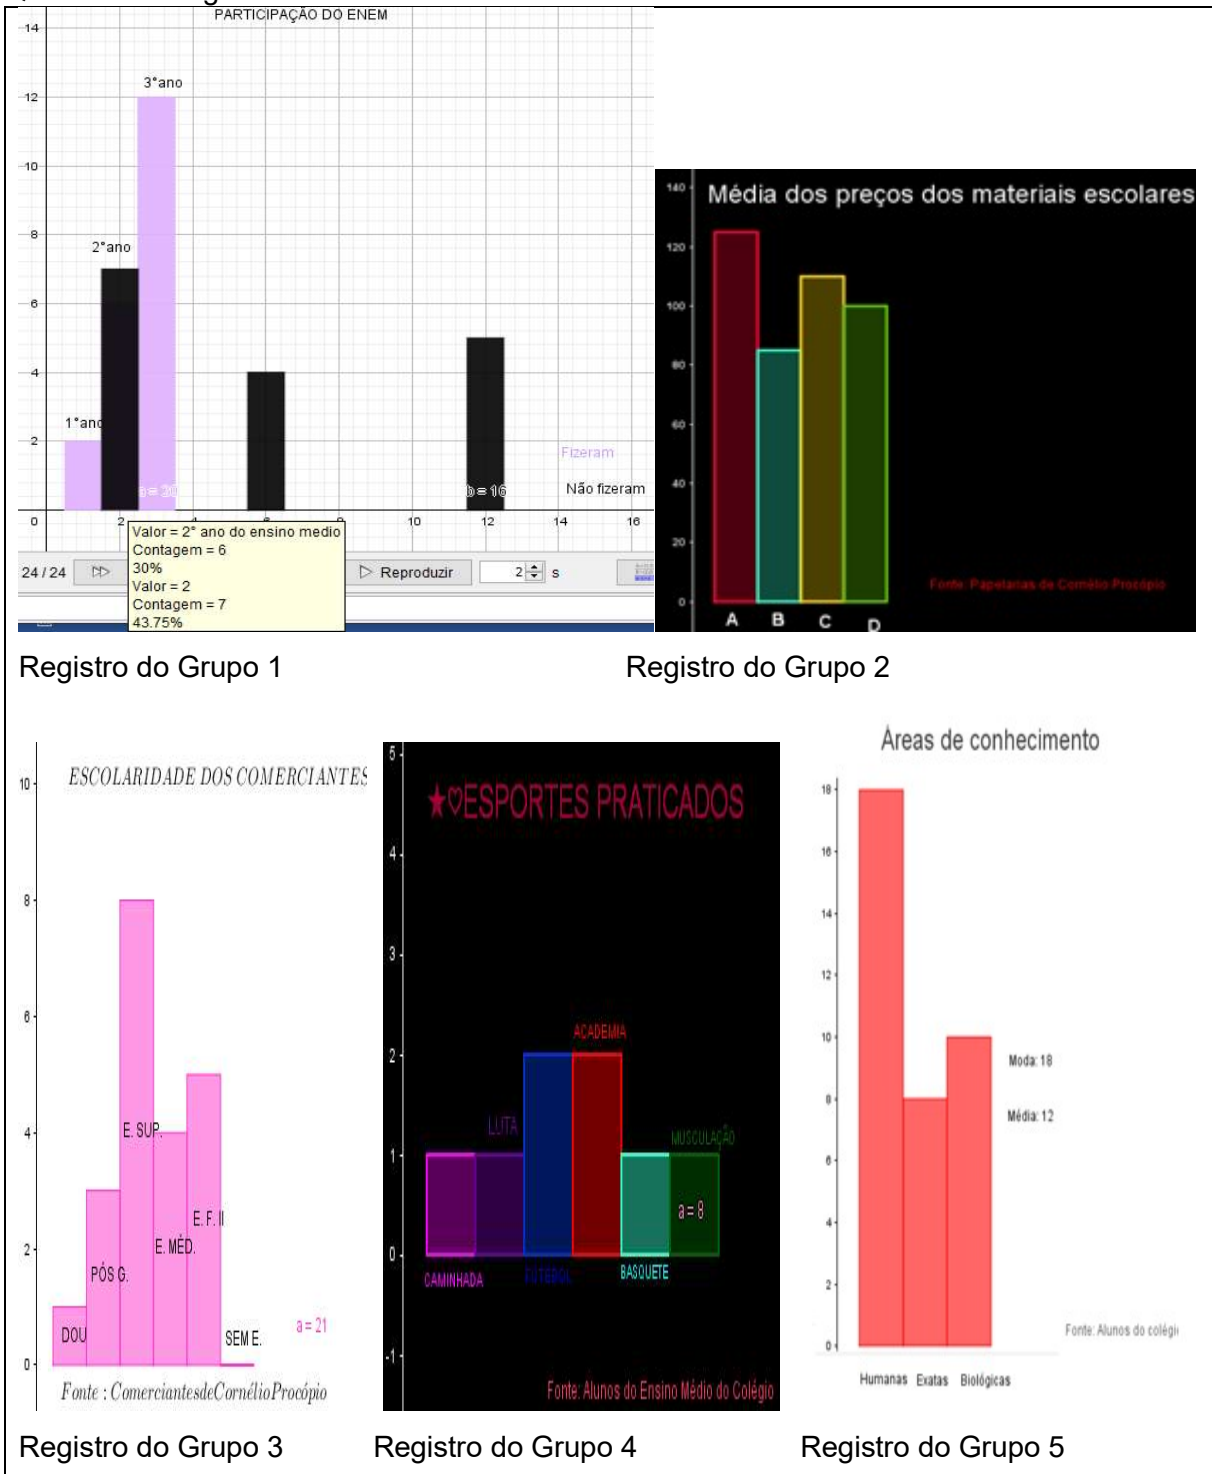 PARTICIPAÇÃO DO ENEM
14
12
10
8
6
4
2
3°ano
2°ano
1°ano
a = 30
b = 16
Fizeram
Não fizeram
0 2 8 10 12 14 16
Valor = 2° ano do ensino medio
Contagem = 6
30%
Valor = 2
Contagem = 7
43.75%
24 / 24
Reproduzir
2 s
Média dos preços dos materiais escolares
140
120
100
80
60
40
20
0
A B C D
Fonte: Papelarias de Cornélio Procópio
Registro do Grupo 1
Registro do Grupo 2
ESCOLARIDADE DOS COMERCIANTES
10
8
6
4
2
0
E. SUP.
E. F. II
E. MÉD.
PÓS G.
DOU
SEM E.
a = 21
Fonte : ComerciantesdeCornélioProcópio
5
4
3
2
1
0
-1
★♡ESPORTES PRATICADOS
ACADEMIA
LUTA
MUSCULAÇÃO
a = 8
CAMINHADA
FUTEBOL
BASQUETE
Fonte: Alunos do Ensino Médio do Colégio
Áreas de conhecimento
18
16
14
12
10
8
6
4
2
0
Moda: 18
Média: 12
Fonte: Alunos do colégi
Humanas Exatas Biológicas
Registro do Grupo 3
Registro do Grupo 4
Registro do Grupo 5